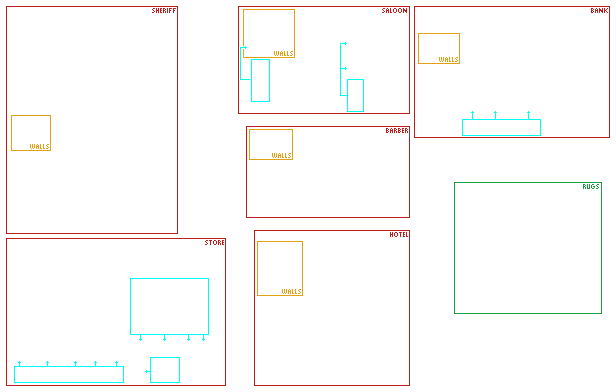 SHERIFF
SALOON
BANK
WALLS
WALLS
WALLS
BARBER
WALLS
RUGS
HOTEL
STORE
WALLS